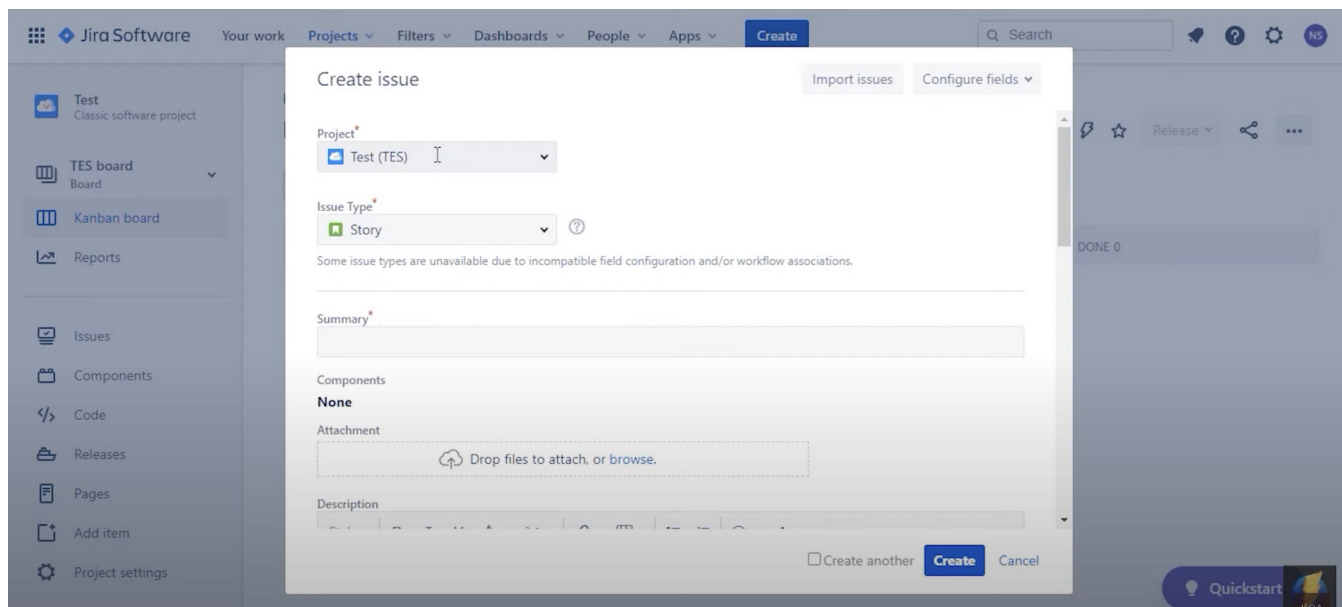 Jira Software Your work Projects Filters Dashboards People Apps Create Search NS
Test
Classic software project
TES board
Board
Kanban board
Reports
Issues
Components
Code
Releases
Pages
Add item
Project settings
Create issue Import issues Configure fields
Project*
Test (TES)
Issue Type*
Story
Some issue types are unavailable due to incompatible field configuration and/or workflow associations.
Summary*
Components
None
Attachment
Drop files to attach, or browse.
Description
Create another Create Cancel
Release
DONE 0
Quickstart